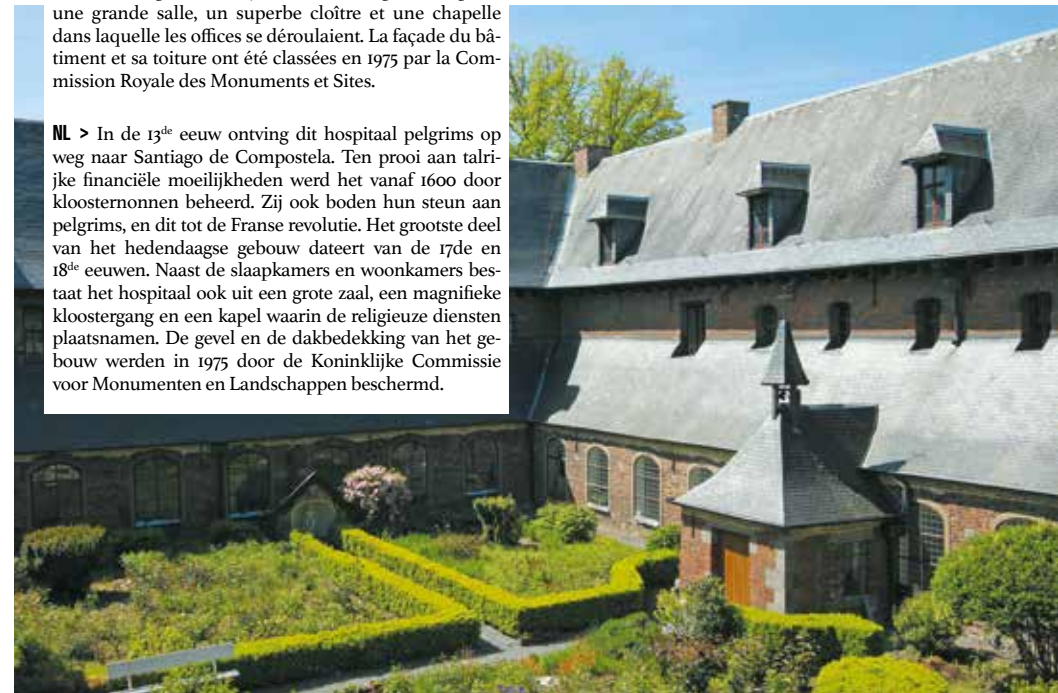 une grande salle, un superbe cloître et une chapelle
dans laquelle les offices se déroulaient. La façade du bâ-
timent et sa toiture ont été classées en 1975 par la Com-
mission Royale des Monuments et Sites.
NL > In de 13de eeuw ontving dit hospitaal pelgrims op
weg naar Santiago de Compostela. Ten prooi aan talri-
jke financiële moeilijkheden werd het vanaf 1600 door
kloosternonnen beheerd. Zij ook boden hun steun aan
pelgrims, en dit tot de Franse revolutie. Het grootste deel
van het hedendaagse gebouw dateert van de 17de en
18de eeuwen. Naast de slaapkamers en woonkamers bes-
taat het hospitaal ook uit een grote zaal, een magnifieke
kloostergang en een kapel waarin de religieuze diensten
plaatsnamen. De gevel en de dakbedekking van het ge-
bouw werden in 1975 door de Koninklijke Commissie
voor Monumenten en Landschappen beschermd.